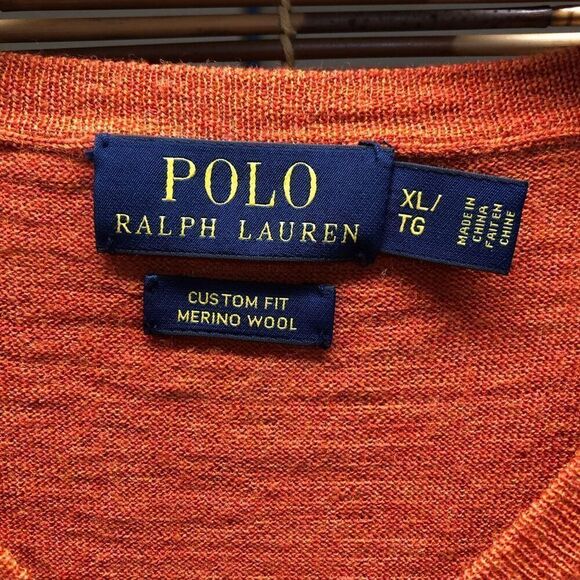 POLO
RALPH LAUREN
XL/
TG
MADE IN
CHINA
FAIT EN
CHINE
CUSTOM FIT
MERINO WOOL